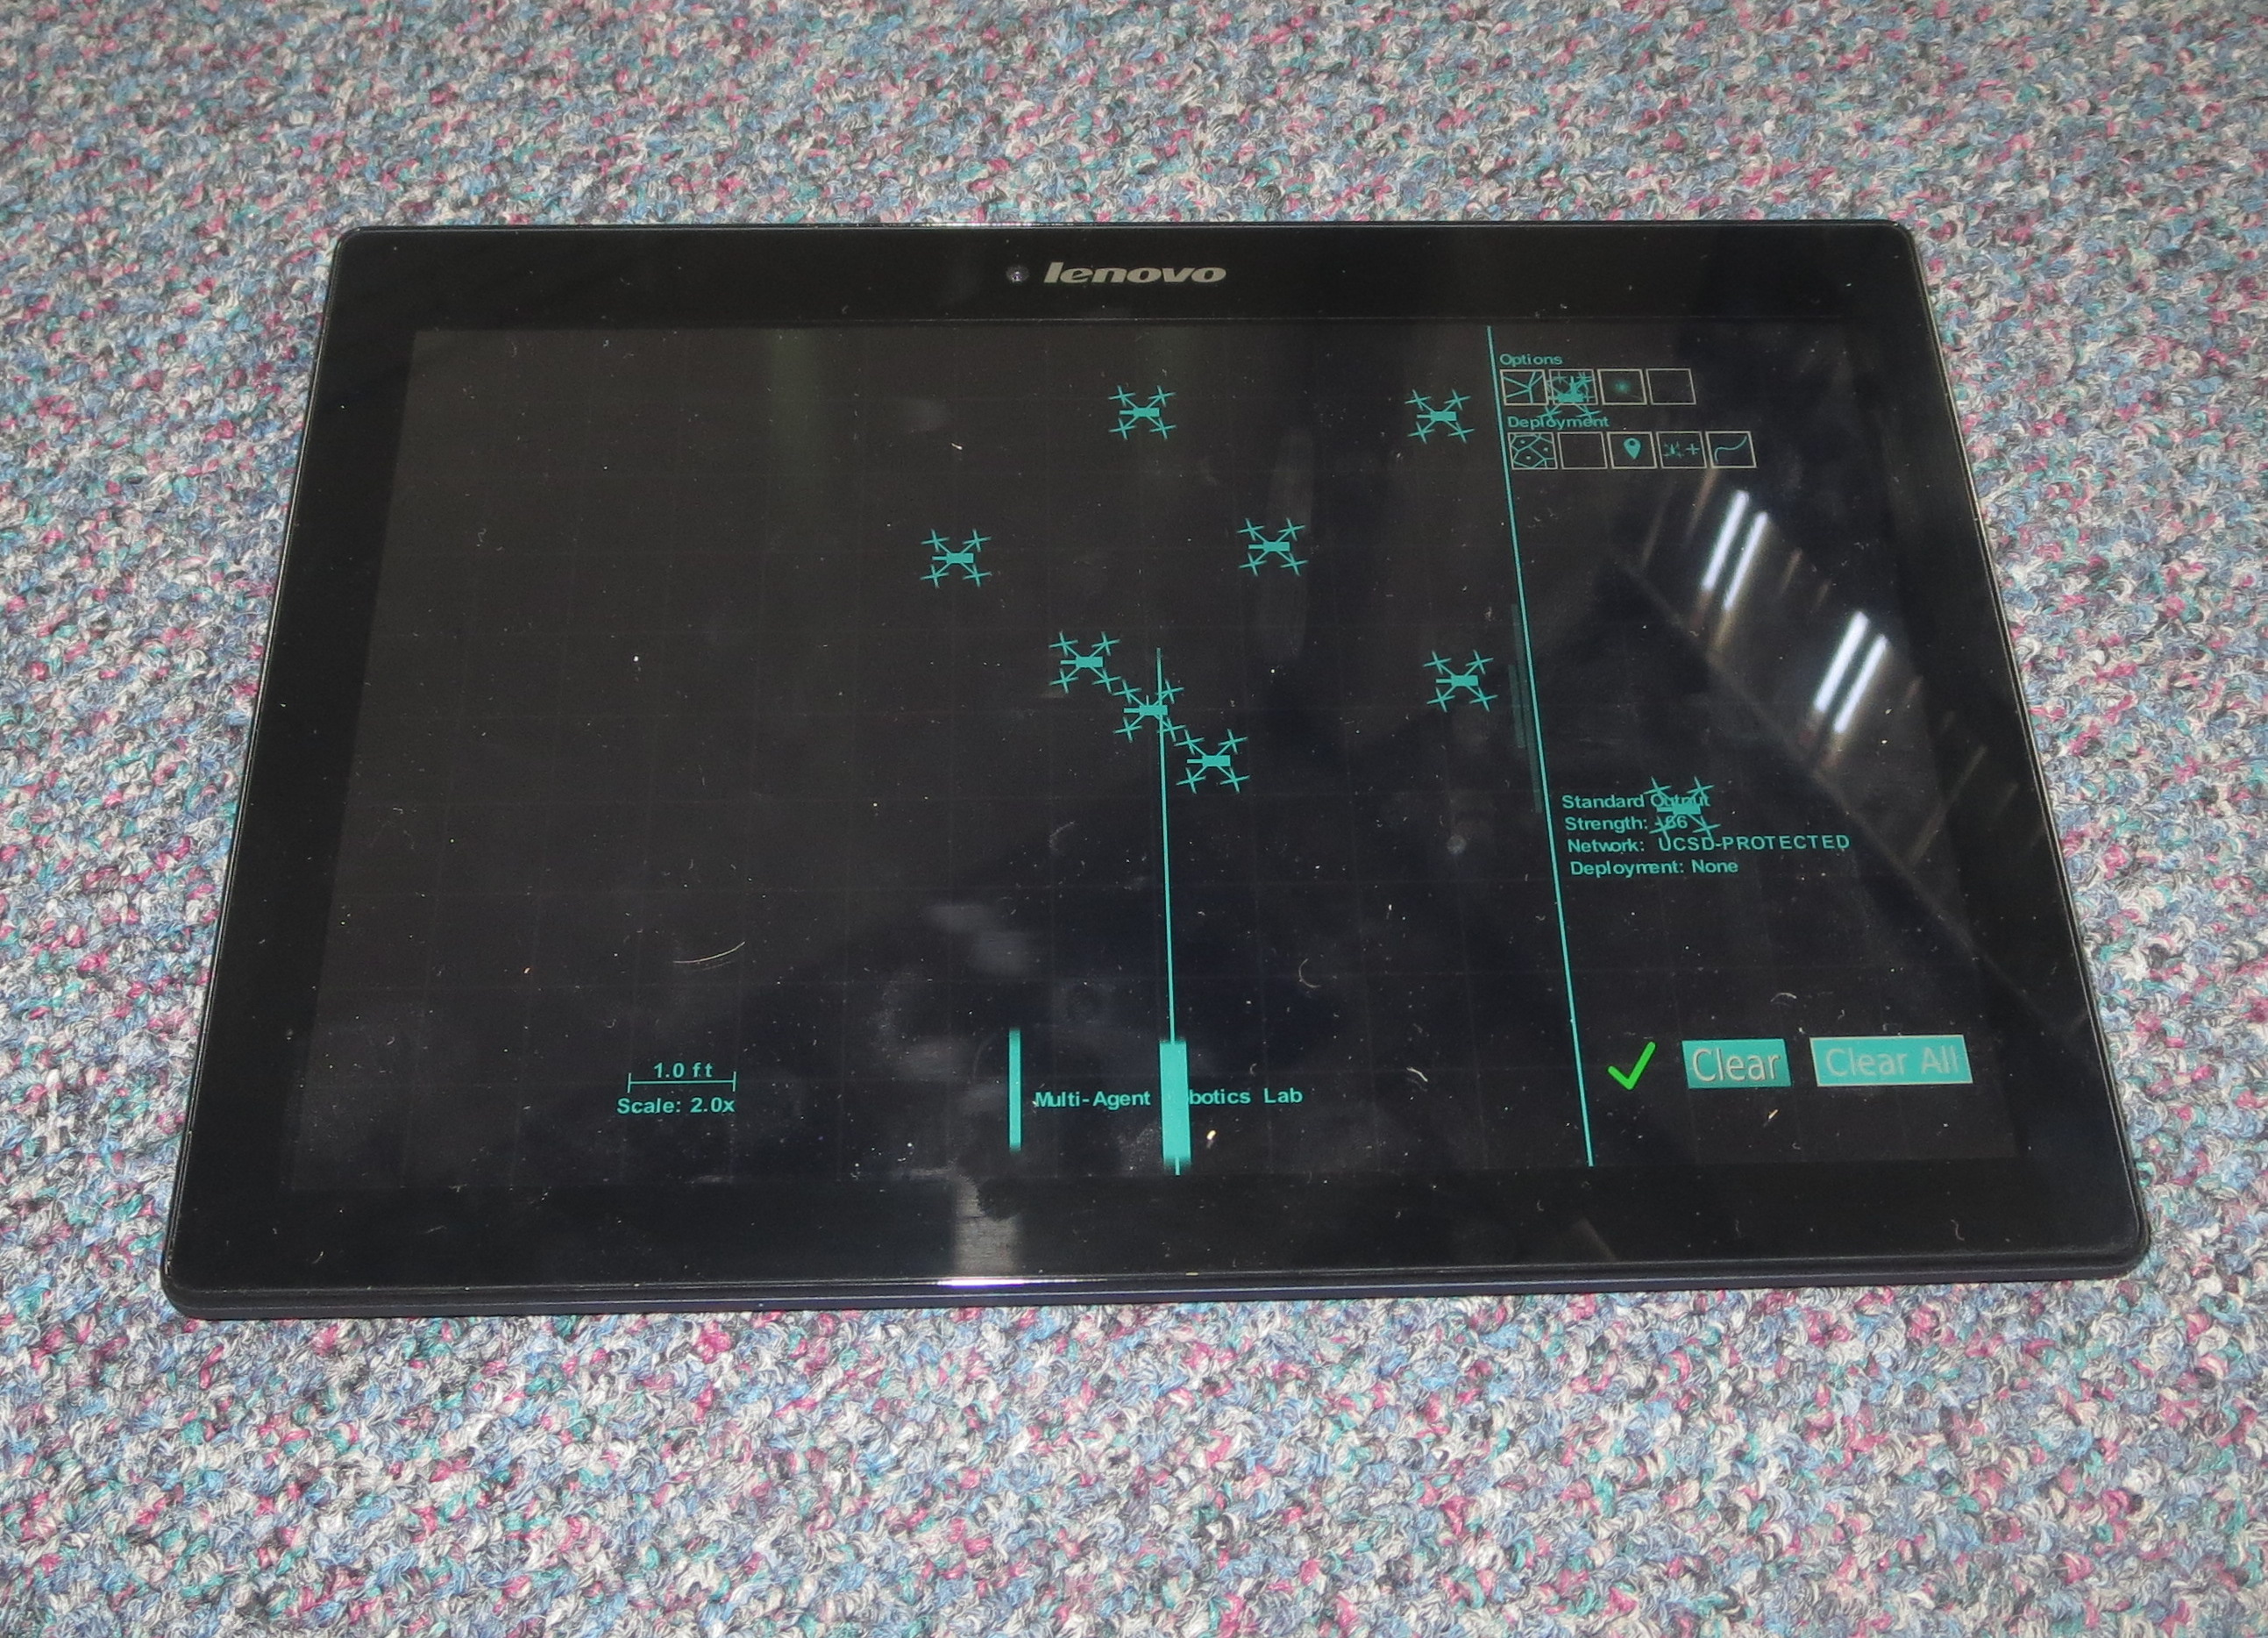 lenovo
Options
Deployment
Standard Output
Strength: -66
Network: UCSD-PROTECTED
Deployment: None
1.0 ft
Scale: 2.0x
Multi-Agent botics Lab
Clear
Clear All